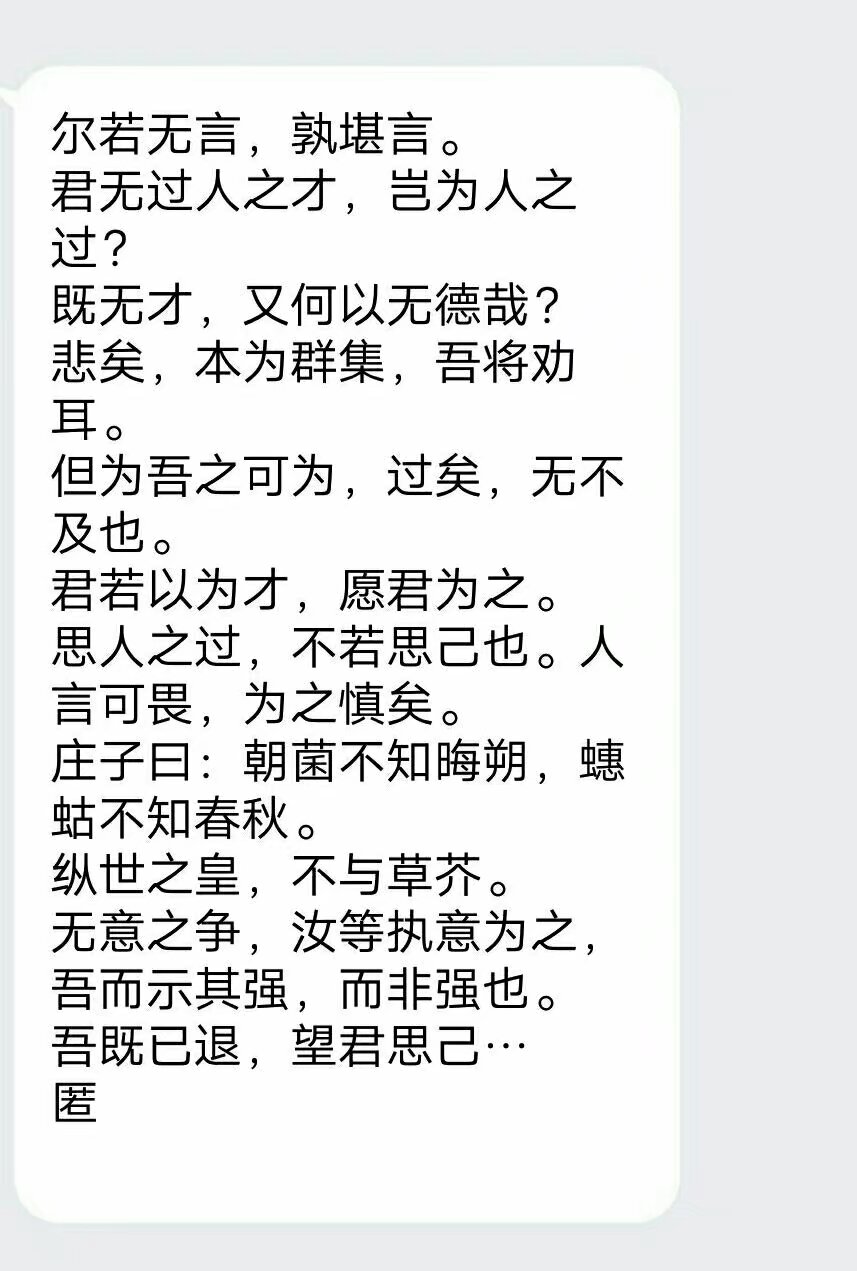 尔若无言，孰堪言。
君无过人之才，岂为人之
过？
既无才，又何以无德哉？
悲矣，本为群集，吾将劝
耳。
但为吾之可为，过矣，无不
及也。
君若以为才，愿君为之。
思人之过，不若思己也。人
言可畏，为之慎矣。
庄子曰：朝菌不知晦朔，蟪
蛄不知春秋。
纵世之皇，不与草芥。
无意之争，汝等执意为之，
吾而示其强，而非强也。
吾既已退，望君思己…
匿